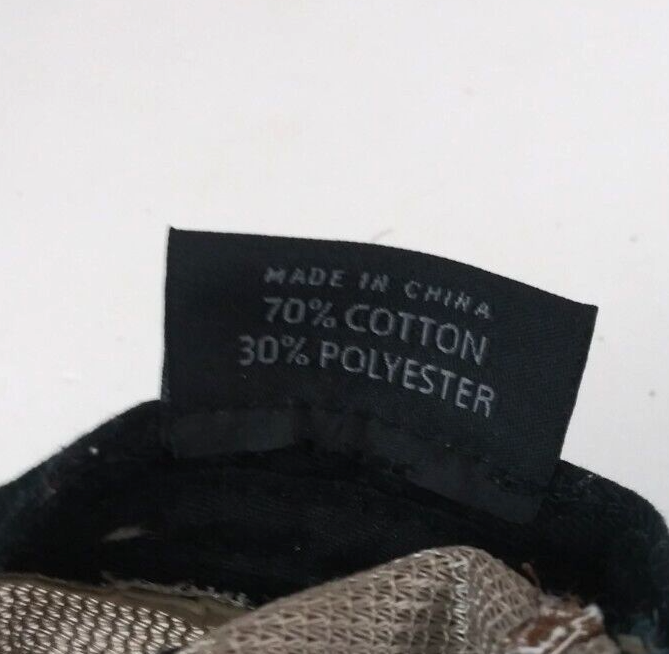 MADE IN CHINA
70% COTTON
30% POLYESTER